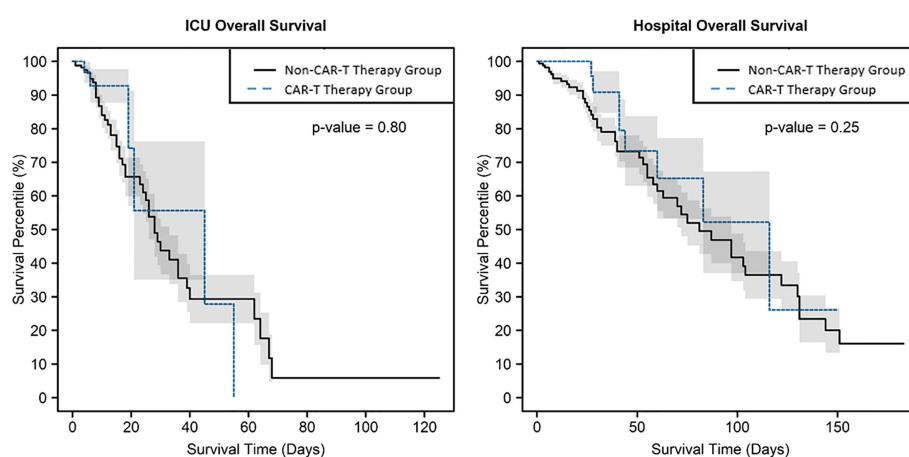 ICU Overall Survival
Non-CAR-T Therapy Group
CAR-T Therapy Group
p-value = 0.80
Survival Percentile (%)
100
90
80
70
60
50
40
30
20
10
0
0 20 40 60 80 100 120
Survival Time (Days)
Hospital Overall Survival
Non-CAR-T Therapy Group
CAR-T Therapy Group
p-value = 0.25
Survival Percentile (%)
100
90
80
70
60
50
40
30
20
10
0
0 50 100 150
Survival Time (Days)